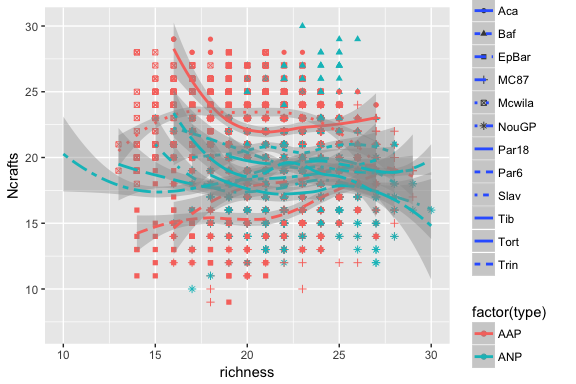 30
25
20
15
10
Ncrafts
10
15
20
25
30
richness
Aca
Baf
EpBar
MC87
Mcwila
NouGP
Par18
Par6
Slav
Tib
Tort
Trin
factor(type)
AAP
ANP